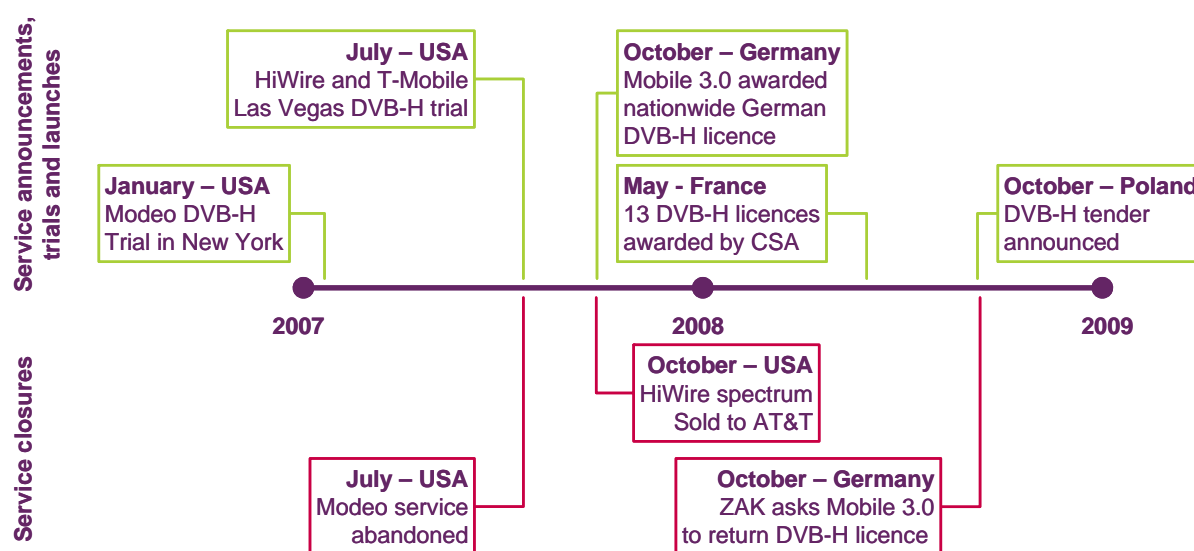 Service announcements,
trials and launches
July – USA
HiWire and T-Mobile
Las Vegas DVB-H trial
October – Germany
Mobile 3.0 awarded
nationwide German
DVB-H licence
January – USA
Modeo DVB-H
Trial in New York
May - France
13 DVB-H licences
awarded by CSA
October – Poland
DVB-H tender
announced
2007
2008
2009
Service closures
October – USA
HiWire spectrum
Sold to AT&T
July – USA
Modeo service
abandoned
October – Germany
ZAK asks Mobile 3.0
to return DVB-H licence